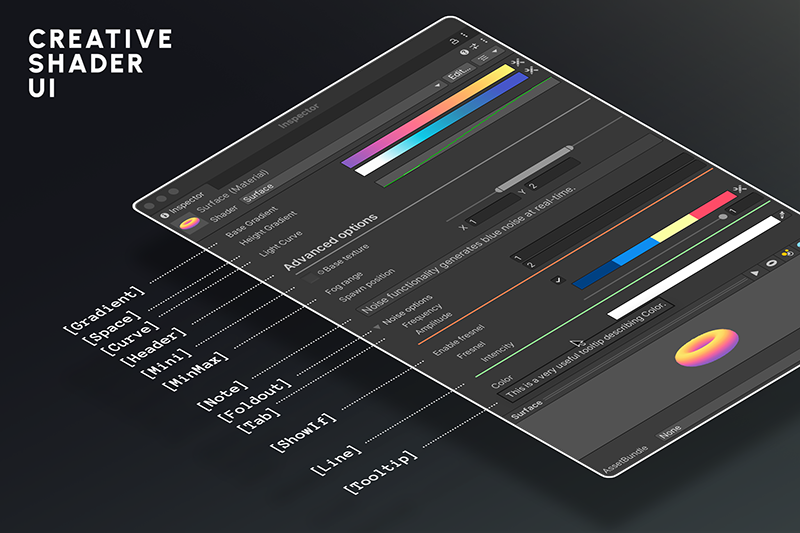 CREATIVE
SHADER
UI
Inspector
Inspector
Surface (Material)
Shader
Surface
Edit...
Base Gradient
Height Gradient
Light Curve
Advanced options
Base texture
Fog range
Spawn position
X 1
Y 2
Noise functionality generates blue noise at real-time.
Noise options
Frequency
1
Amplitude
2
Enable fresnel
Fresnel
Intencity
1
Color
This is a very useful tooltip describing Color.
Surface
AssetBundle
None
[Gradient]
[Space]
[Curve]
[Header]
[Mini]
[MinMax]
[Note]
[Foldout]
[Tab]
[ShowIf]
[Line]
[Tooltip]